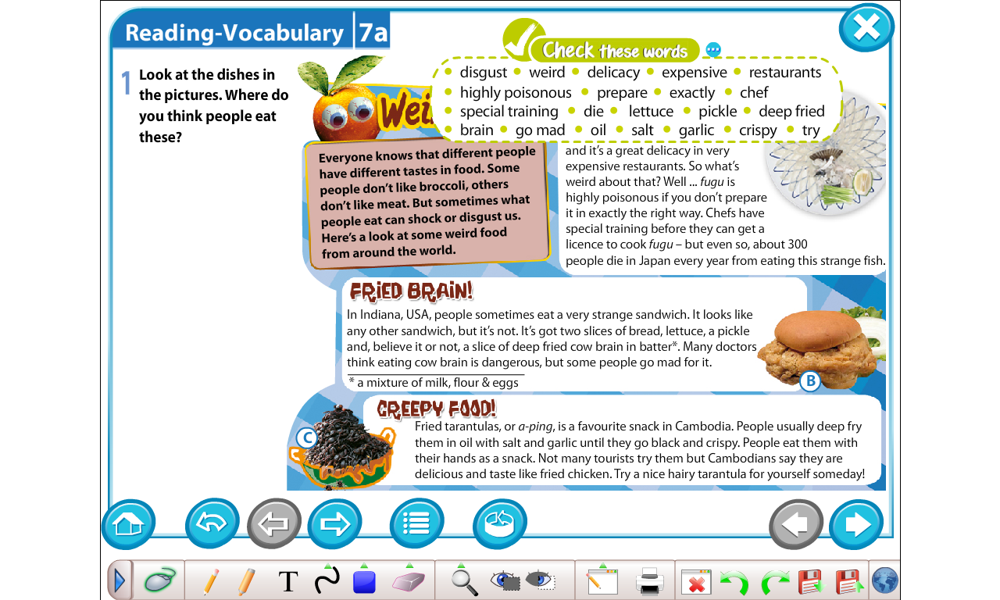 Reading-Vocabulary 7a
1 Look at the dishes in
the pictures. Where do
you think people eat
these?
Check these words
• disgust • weird • delicacy • expensive • restaurants
• highly poisonous • prepare • exactly • chef
• special training • die • lettuce • pickle • deep fried
• brain • go mad • oil • salt • garlic • crispy • try
Everyone knows that different people
have different tastes in food. Some
people don't like broccoli, others
don't like meat. But sometimes what
people eat can shock or disgust us.
Here's a look at some weird food
from around the world.
and it's a great delicacy in very
expensive restaurants. So what's
weird about that? Well ... fugu is
highly poisonous if you don't prepare
it in exactly the right way. Chefs have
special training before they can get a
licence to cook fugu – but even so, about 300
people die in Japan every year from eating this strange fish.
FRIED BRAIN!
In Indiana, USA, people sometimes eat a very strange sandwich. It looks like
any other sandwich, but it's not. It's got two slices of bread, lettuce, a pickle
and, believe it or not, a slice of deep fried cow brain in batter*. Many doctors
think eating cow brain is dangerous, but some people go mad for it.
* a mixture of milk, flour & eggs
B
CREEPY FOOD!
C
Fried tarantulas, or a-ping, is a favourite snack in Cambodia. People usually deep fry
them in oil with salt and garlic until they go black and crispy. People eat them with
their hands as a snack. Not many tourists try them but Cambodians say they are
delicious and taste like fried chicken. Try a nice hairy tarantula for yourself someday!
T